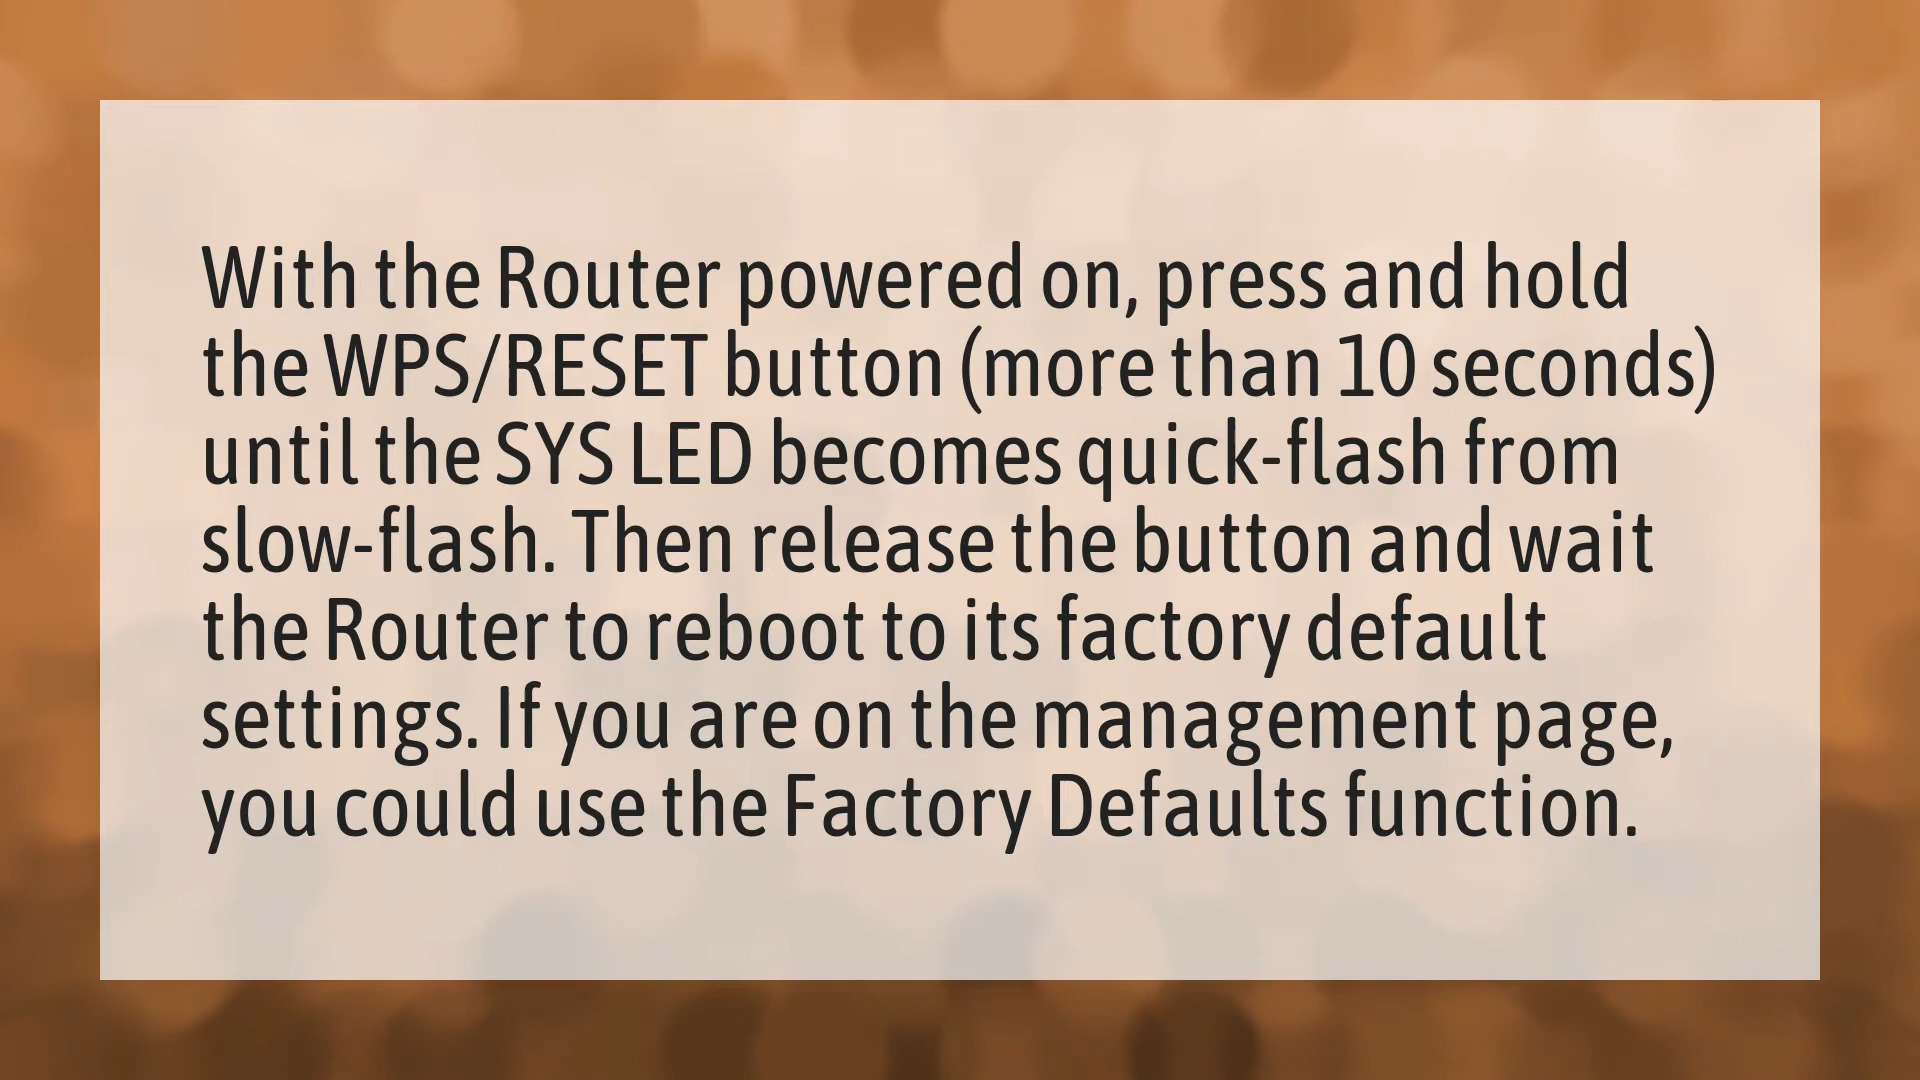 With the Router powered on, press and hold
the WPS/RESET button (more than 10 seconds)
until the SYS LED becomes quick-flash from
slow-flash. Then release the button and wait
the Router to reboot to its factory default
settings. If you are on the management page,
you could use the Factory Defaults function.